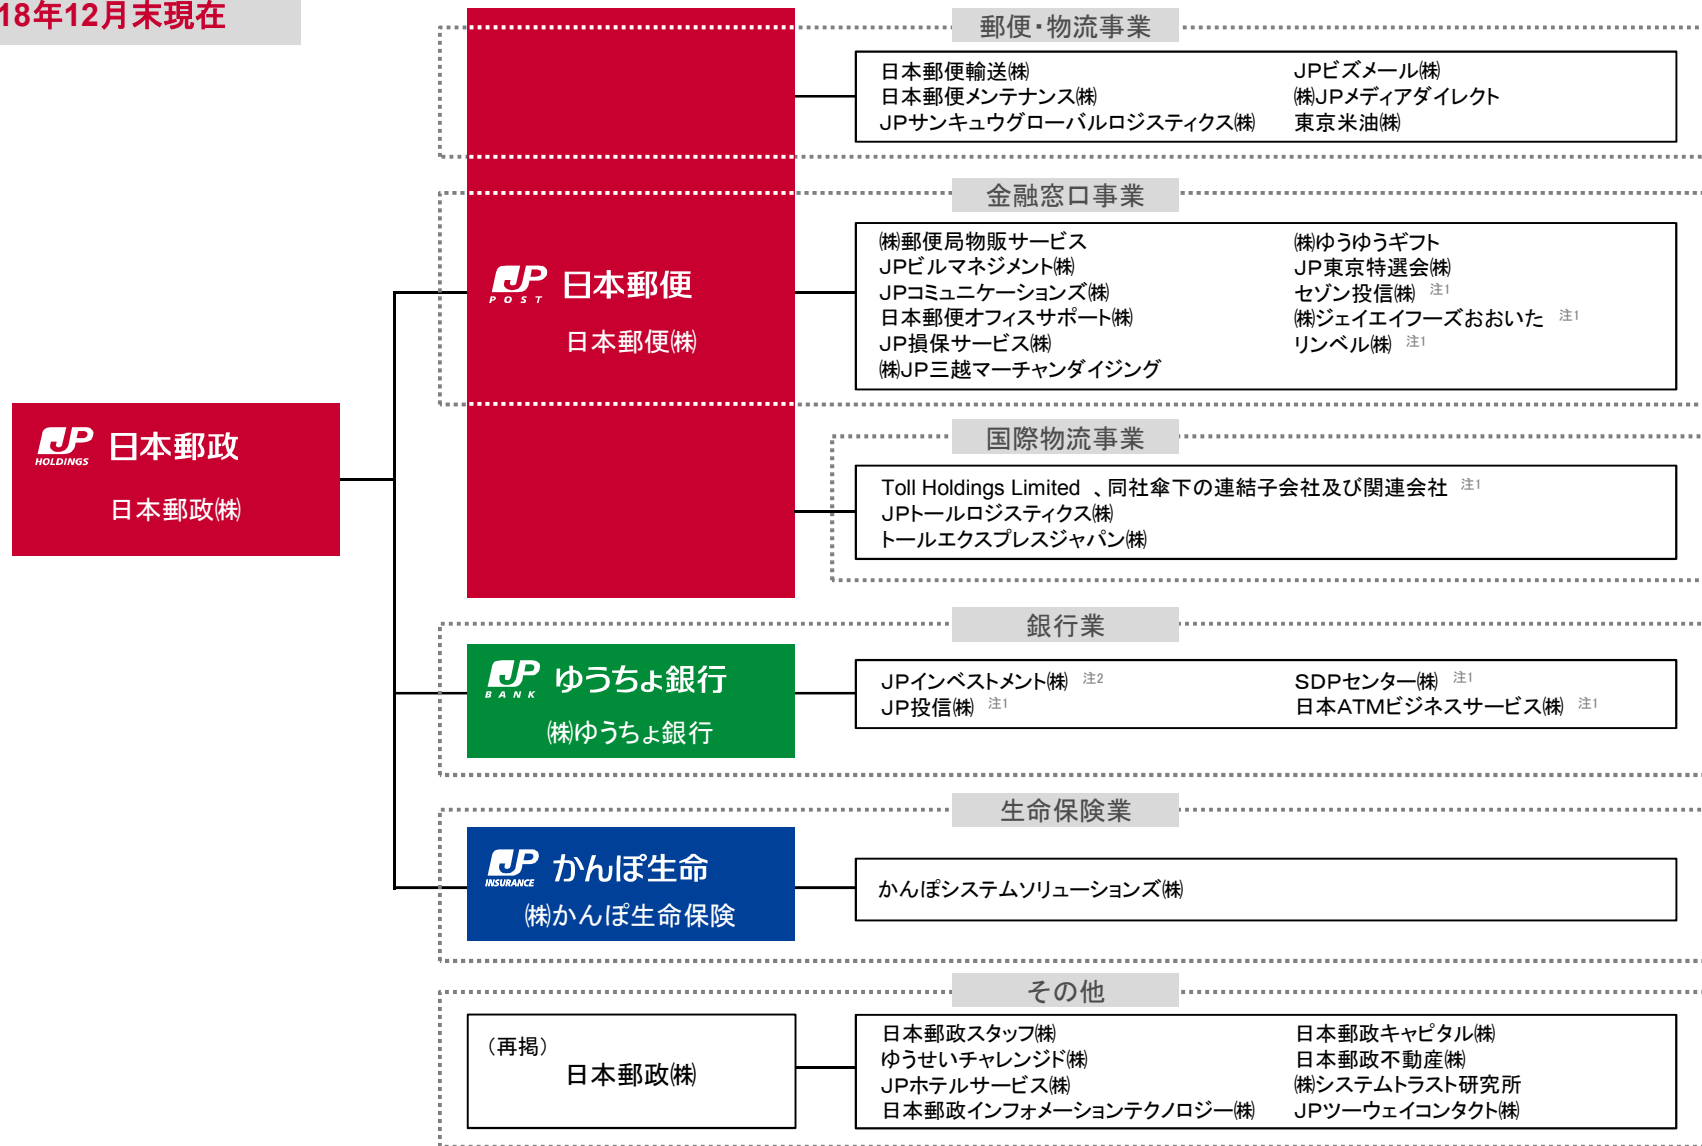 18年12月末現在
郵便・物流事業
日本郵便輸送㈱
日本郵便メンテナンス㈱
JPサンキュウグローバルロジスティクス㈱
JPビズメール㈱
㈱JPメディアダイレクト
東京米油㈱
金融窓口事業
㈱郵便局物販サービス
JPビルマネジメント㈱
JPコミュニケーションズ㈱
日本郵便オフィスサポート㈱
JP損保サービス㈱
㈱JP三越マーチャンダイジング
㈱ゆうゆうギフト
JP東京特選会㈱
セゾン投信㈱ 注1
㈱ジェイエイフーズおおいた 注1
リンベル㈱ 注1
JP POST 日本郵便
日本郵便㈱
JP HOLDINGS 日本郵政
日本郵政㈱
国際物流事業
Toll Holdings Limited 、同社傘下の連結子会社及び関連会社 注1
JPトールロジスティクス㈱
トールエクスプレスジャパン㈱
銀行業
JP BANK ゆうちょ銀行
㈱ゆうちょ銀行
JPインベストメント㈱ 注2
JP投信㈱ 注1
SDPセンター㈱ 注1
日本ATMビジネスサービス㈱ 注1
生命保険業
JP INSURANCE かんぽ生命
㈱かんぽ生命保険
かんぽシステムソリューションズ㈱
その他
（再掲）
日本郵政㈱
日本郵政スタッフ㈱
ゆうせいチャレンジド㈱
JPホテルサービス㈱
日本郵政インフォメーションテクノロジー㈱
日本郵政キャピタル㈱
日本郵政不動産㈱
㈱システムトラスト研究所
JPツーウェイコンタクト㈱